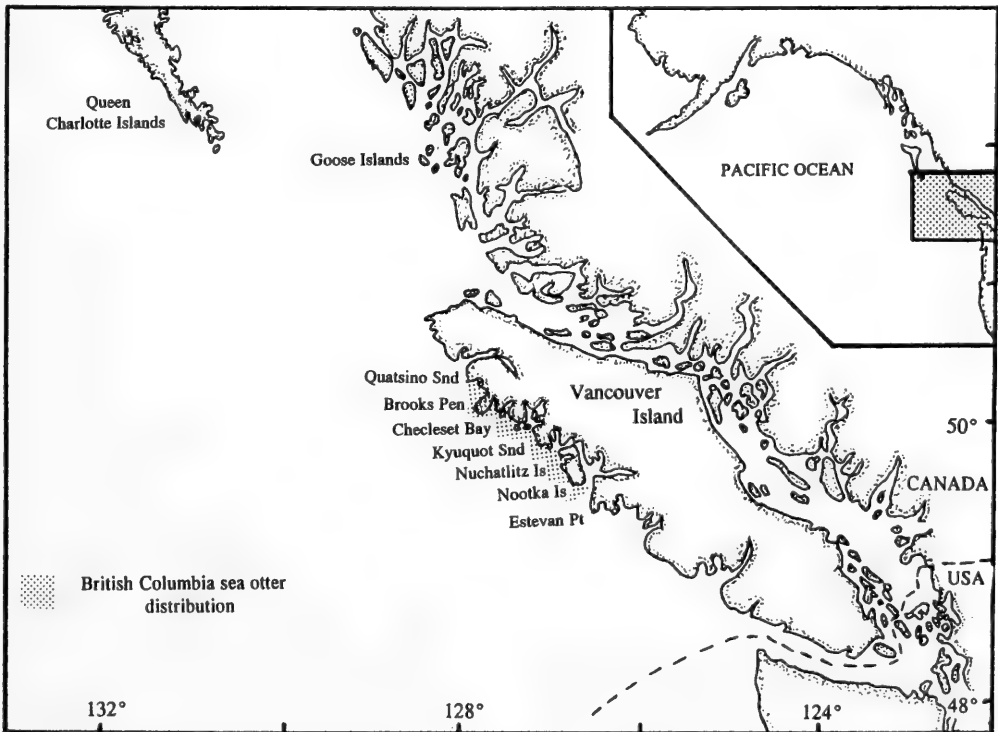 Queen
Charlotte Islands
Goose Islands
PACIFIC OCEAN
Quatsino Snd
Brooks Pen
Checleset Bay
Kyuquot Snd
Nuchatlitz Is
Nootka Is
Estevan Pt
Vancouver
Island
50°
CANADA
USA
British Columbia sea otter
distribution
48°
132°
128°
124°